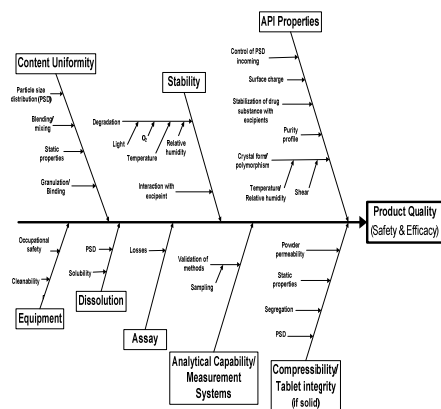 API Properties
Control of PSD
incoming
Surface charge
Stabilization of drug
substance with
excipients
Purity
profile
Crystal form/
polymorphism
Temperature/
Relative humidity
Shear
Content Uniformity
Particle size
distribution (PSD)
Blending/
mixing
Static
properties
Granulation/
Binding
Stability
Degradation
Light
O2
Temperature
Relative
humidity
Interaction with
excipeint
Product Quality
(Safety & Efficacy)
Occupational
safety
Cleanability
Equipment
PSD
Solubility
Dissolution
Losses
Assay
Validation of
methods
Sampling
Analytical Capability/
Measurement
Systems
Powder
permeability
Static
properties
Segregation
PSD
Compressibility/
Tablet integrity
(if solid)